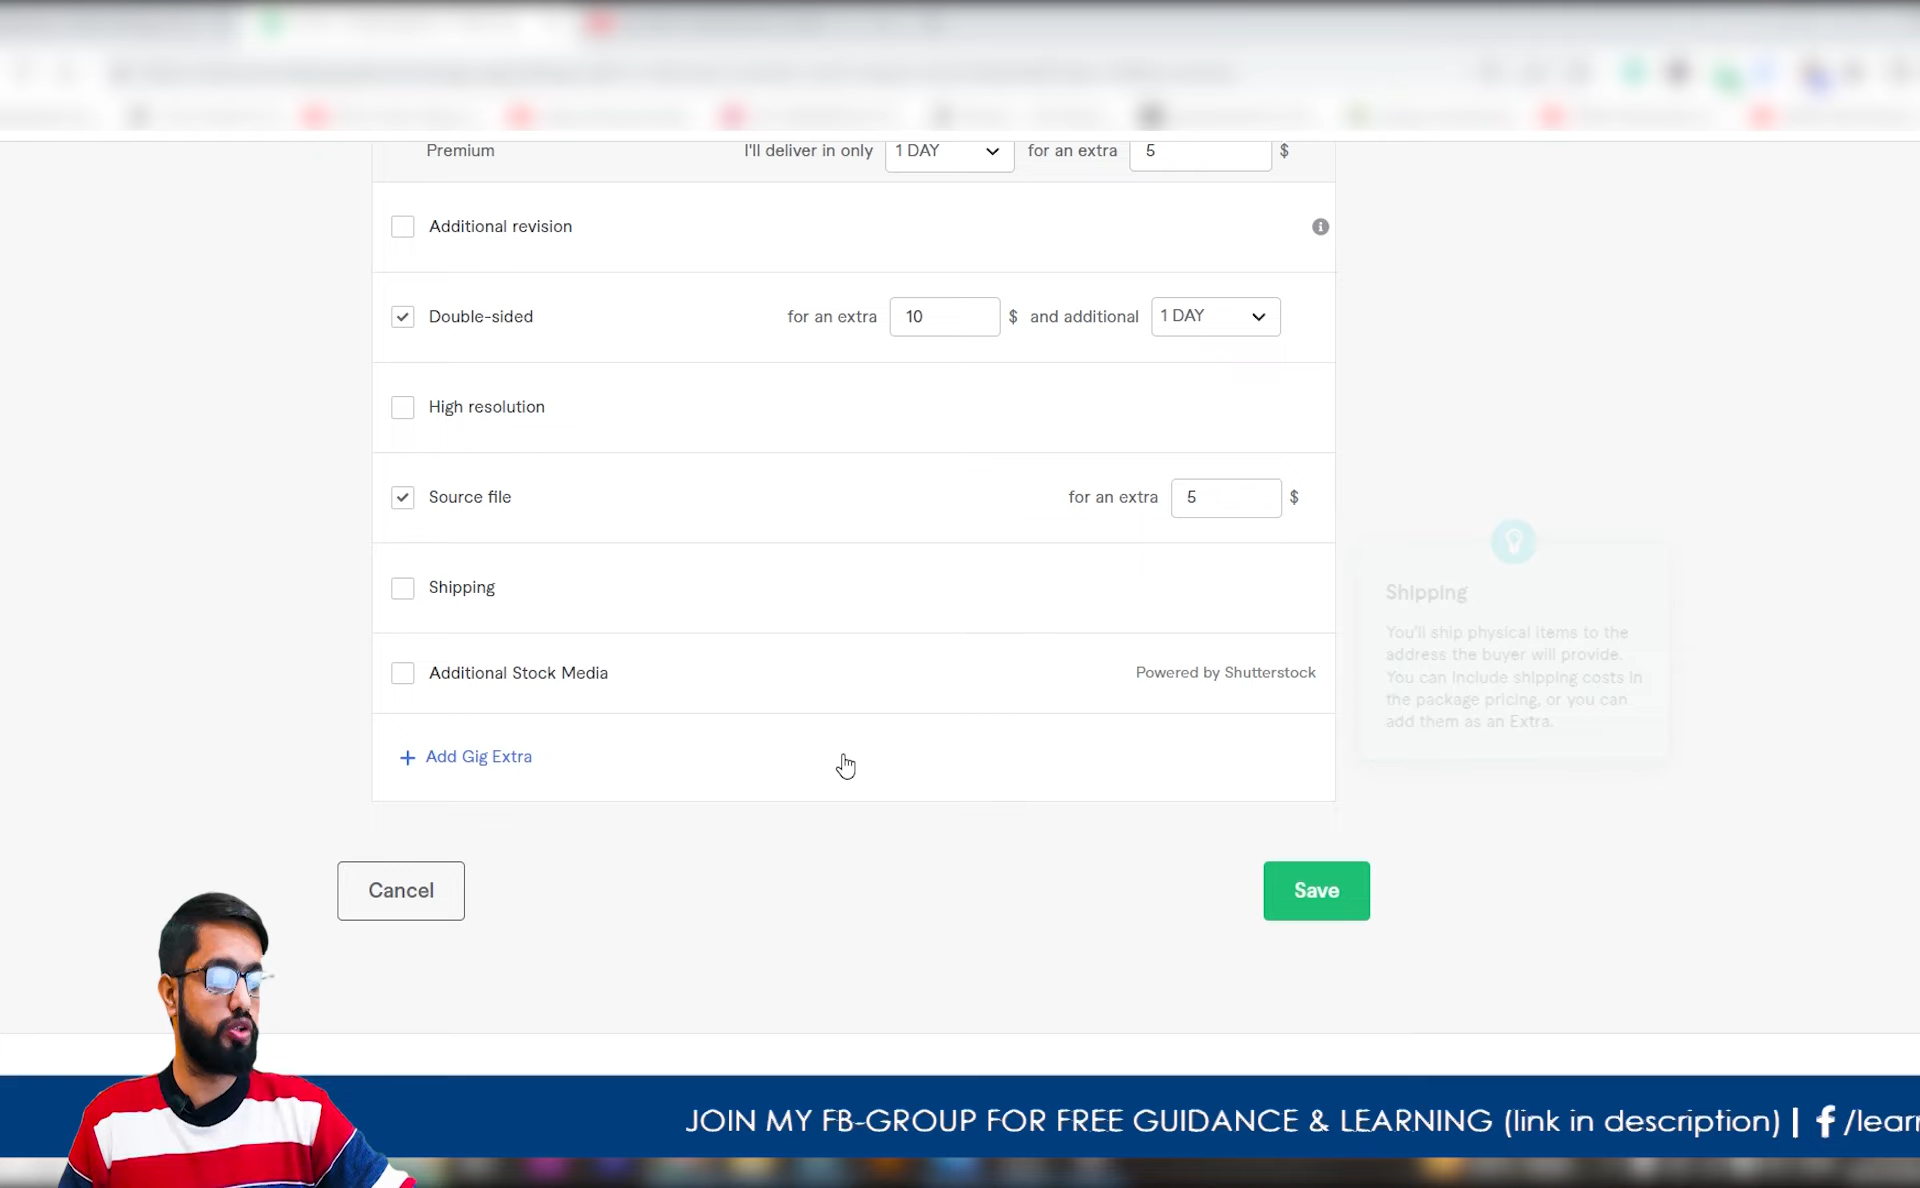 Premium I'll deliver in only 1 DAY for an extra 5 $
Additional revision
Double-sided for an extra 10 $ and additional 1 DAY
High resolution
Source file for an extra 5 $
Shipping
Additional Stock Media Powered by Shutterstock
+ Add Gig Extra
Shipping
You'll ship physical items to the
address the buyer will provide.
You can include shipping costs in
the package pricing, or you can
add them as an Extra.
Cancel Save
JOIN MY FB-GROUP FOR FREE GUIDANCE & LEARNING (link in description) | f /lear